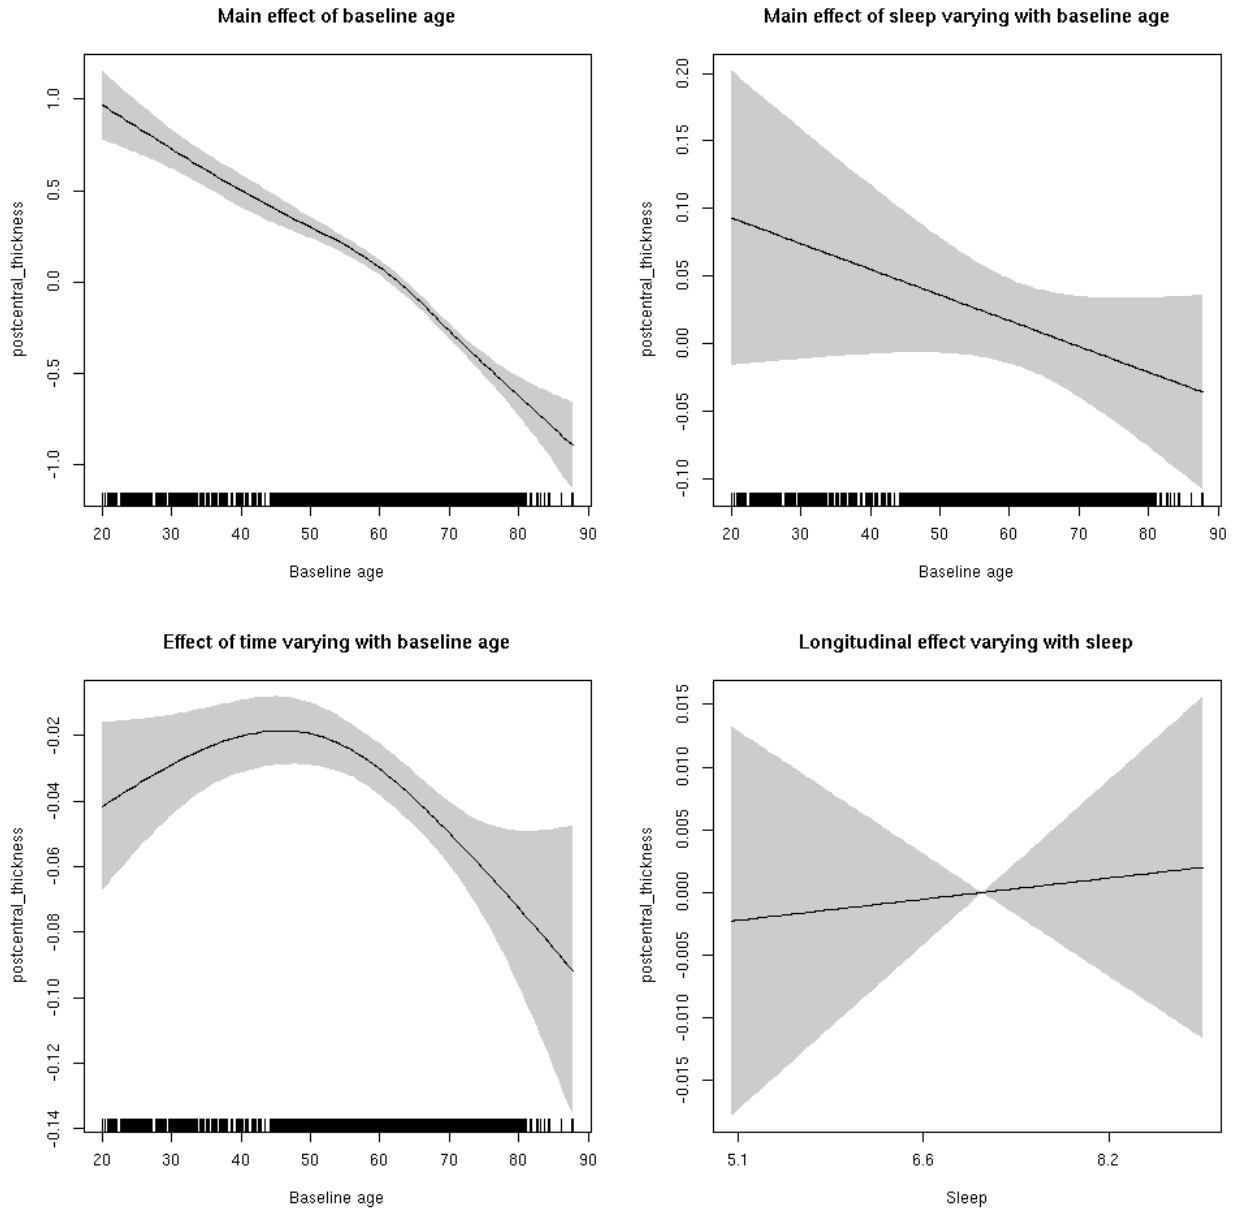 Main effect of baseline age
1.0
0.5
0.0
-0.5
-1.0
postcentral_thickness
20 30 40 50 60 70 80 90
Baseline age
Main effect of sleep varying with baseline age
0.20
0.15
0.10
0.05
0.00
-0.05
-0.10
postcentral_thickness
20 30 40 50 60 70 80 90
Baseline age
Effect of time varying with baseline age
-0.02
-0.04
-0.06
-0.08
-0.10
-0.12
-0.14
postcentral_thickness
20 30 40 50 60 70 80 90
Baseline age
Longitudinal effect varying with sleep
0.015
0.010
0.005
0.000
-0.005
-0.010
-0.015
postcentral_thickness
5.1 6.6 8.2
Sleep